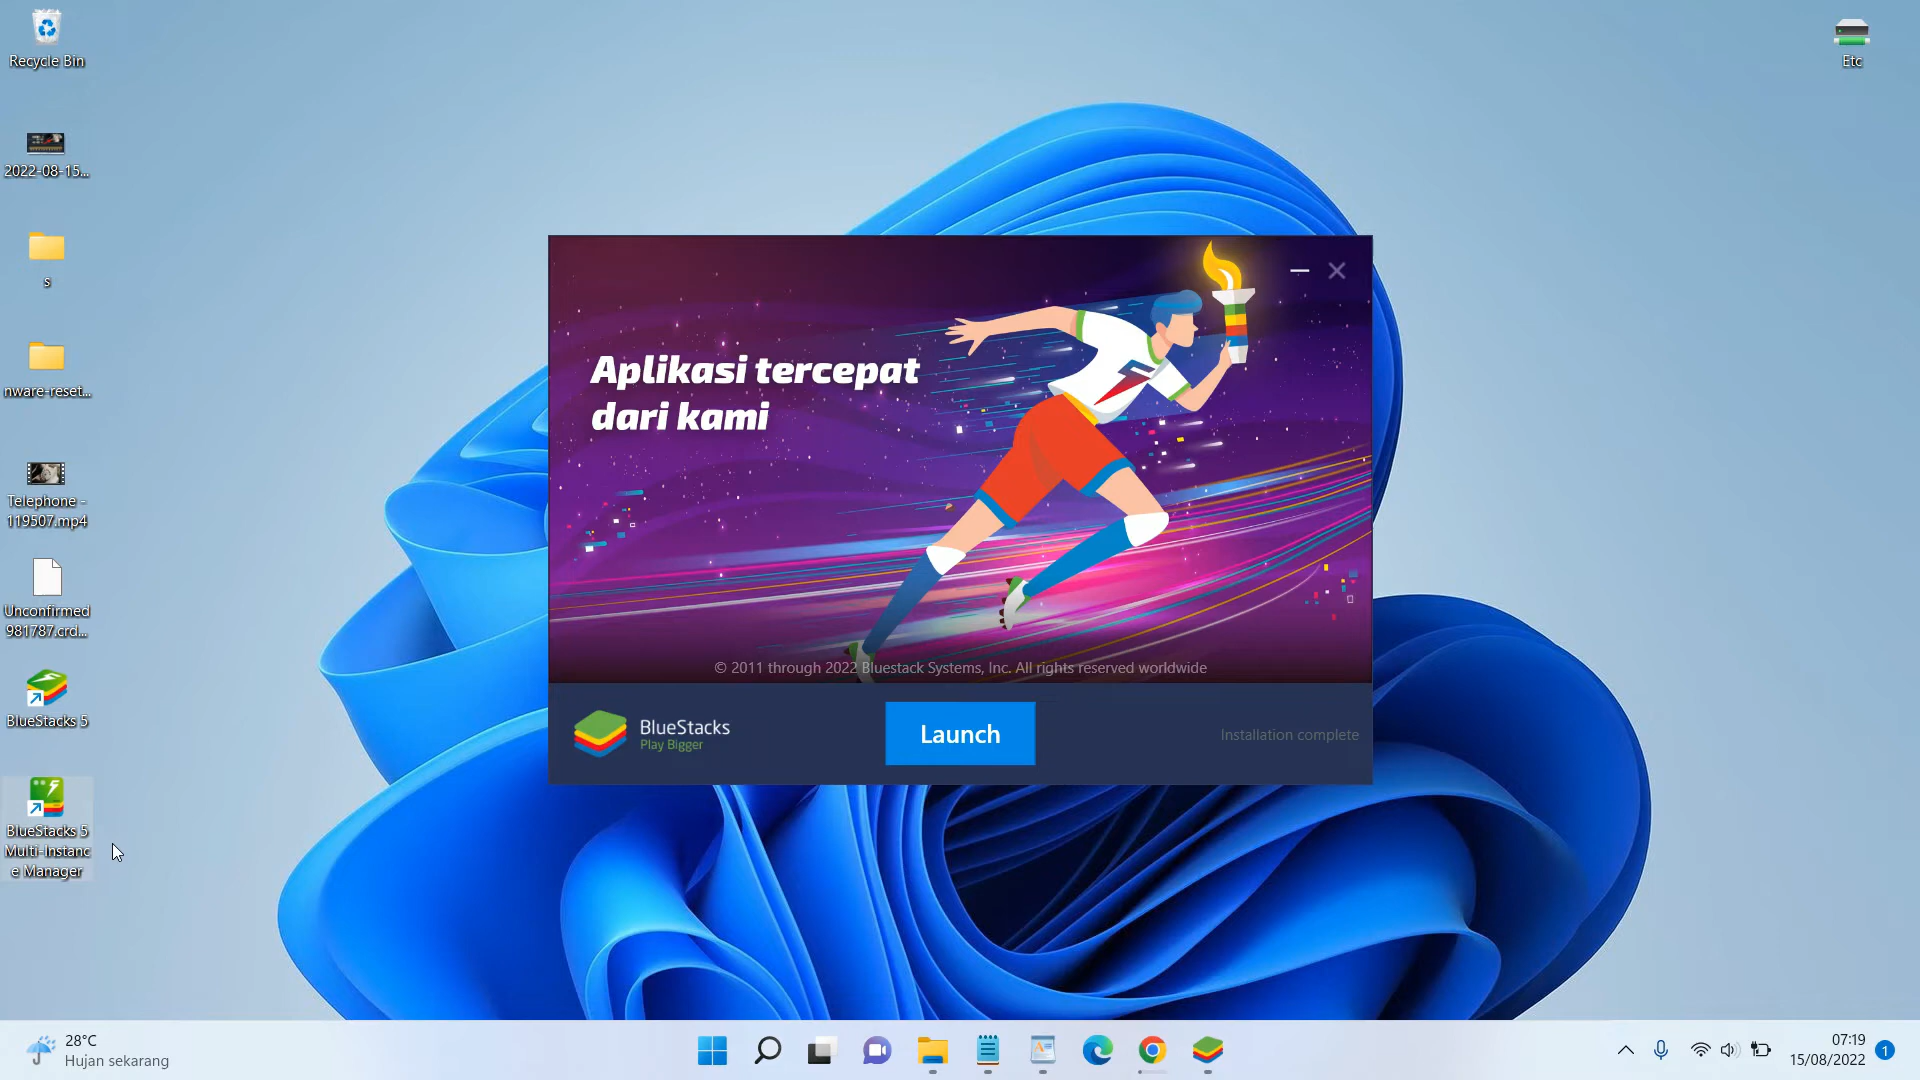 Recycle Bin
Etc
2022-08-15...
s
nware-reset...
Telephone -
119507.mp4
Unconfirmed
981787.crd...
BlueStacks 5
BlueStacks 5
Multi-Instanc
e Manager
Aplikasi tercepat
dari kami
© 2011 through 2022 Bluestack Systems, Inc. All rights reserved worldwide
BlueStacks
Play Bigger
Launch
Installation complete
28°C
Hujan sekarang
07:19
15/08/2022
1